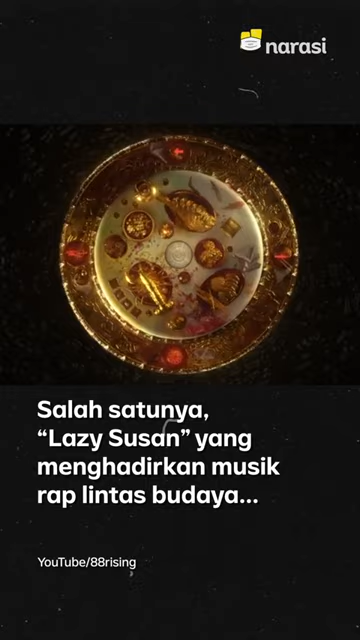 narasi
Salah satunya,
“Lazy Susan” yang
menghadirkan musik
rap lintas budaya...
YouTube/88rising